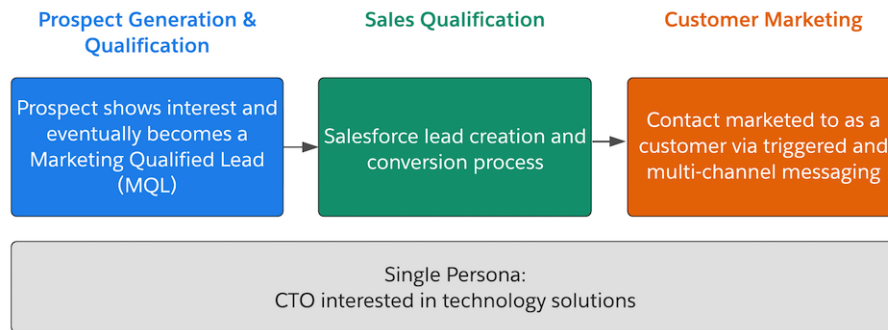 Prospect Generation &
Qualification
Sales Qualification
Customer Marketing
Prospect shows interest and
eventually becomes a
Marketing Qualified Lead
(MQL)
Salesforce lead creation and
conversion process
Contact marketed to as a
customer via triggered and
multi-channel messaging
Single Persona:
CTO interested in technology solutions